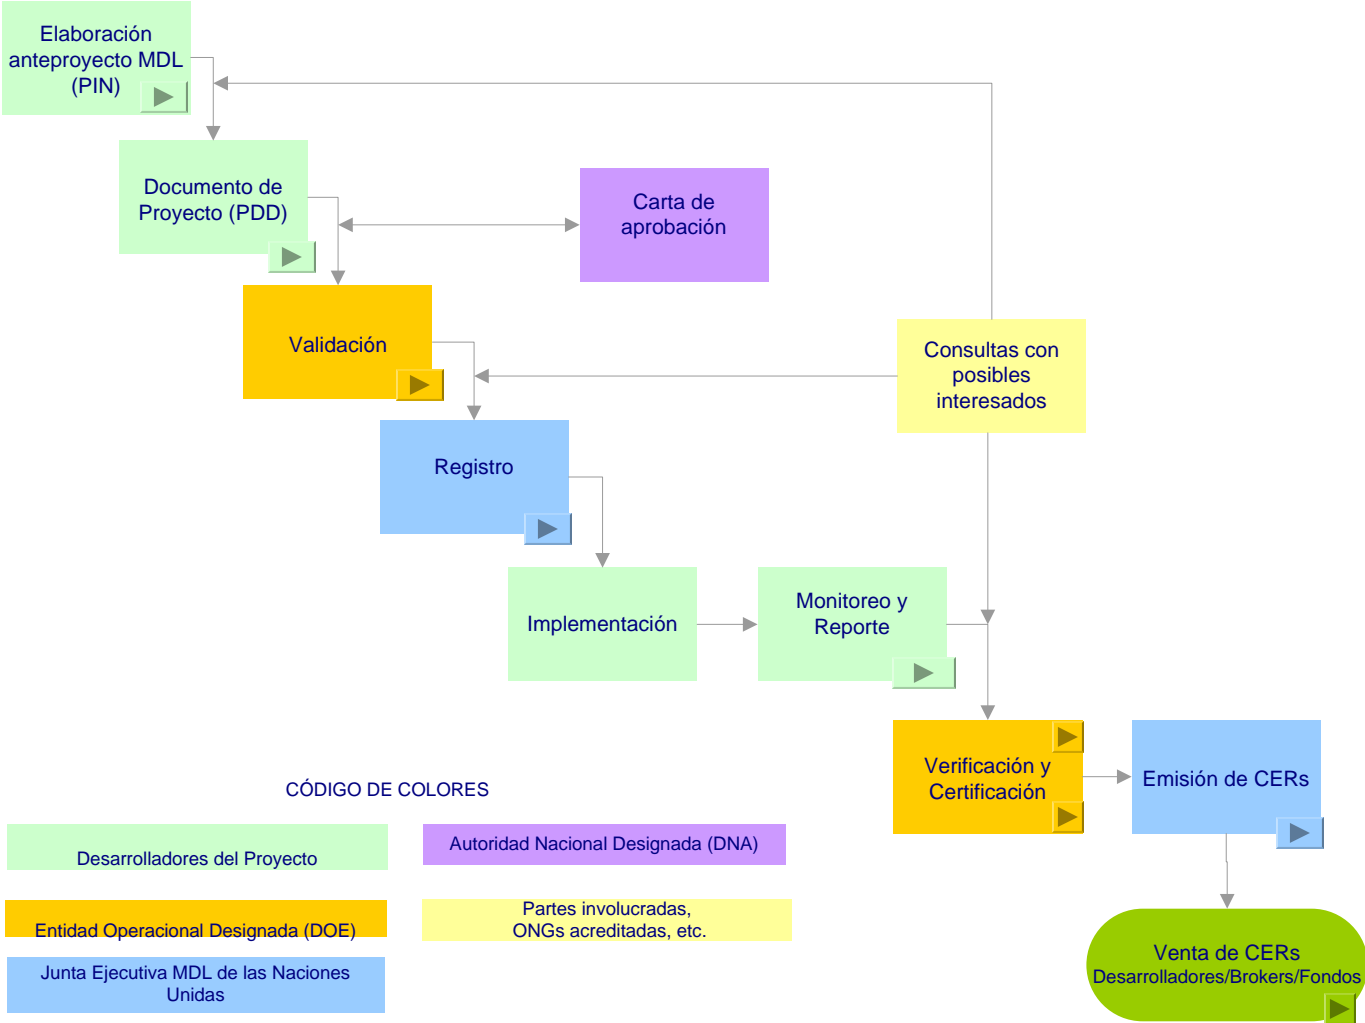 Elaboración
anteproyecto MDL
(PIN)
Documento de
Proyecto (PDD)
Carta de
aprobación
Validación
Consultas con
posibles
interesados
Registro
Implementación
Monitoreo y
Reporte
Verificación y
Certificación
Emisión de CERs
Venta de CERs
Desarrolladores/Brokers/Fondos
CÓDIGO DE COLORES
Desarrolladores del Proyecto
Autoridad Nacional Designada (DNA)
Entidad Operacional Designada (DOE)
Partes involucradas,
ONGs acreditadas, etc.
Junta Ejecutiva MDL de las Naciones
Unidas